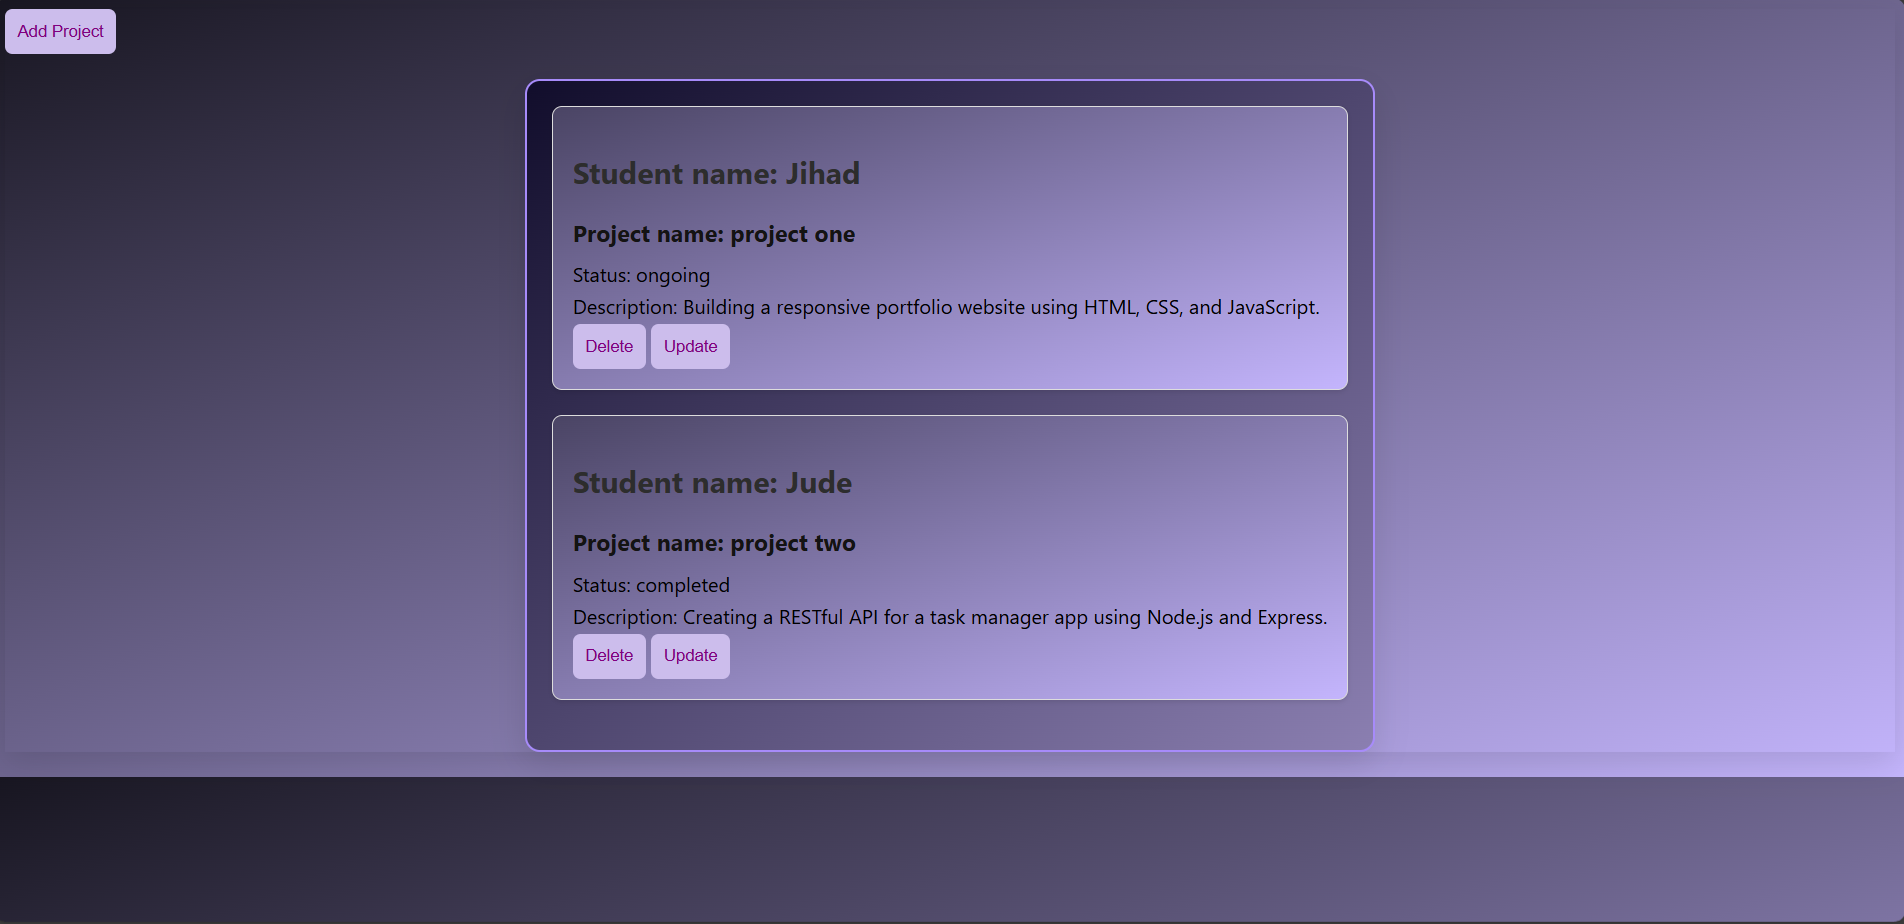 Add Project
Student name: Jihad
Project name: project one
Status: ongoing
Description: Building a responsive portfolio website using HTML, CSS, and JavaScript.
Delete Update
Student name: Jude
Project name: project two
Status: completed
Description: Creating a RESTful API for a task manager app using Node.js and Express.
Delete Update